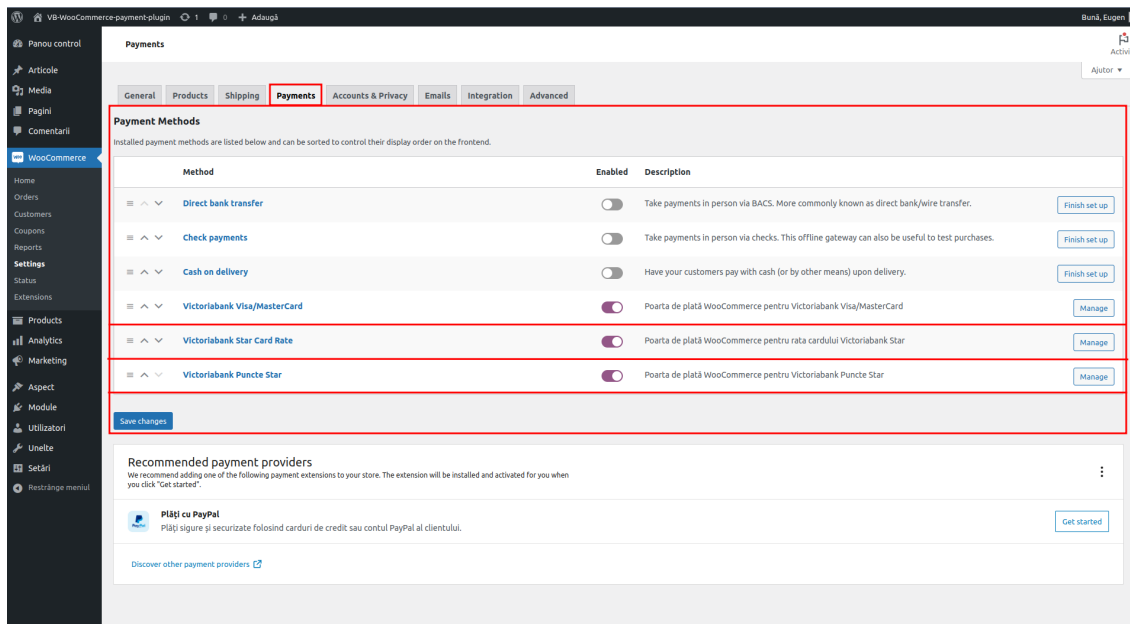 VB-WooCommerce-payment-plugin 1 0 Adaugă Bună, Eugen
Panou control
Articole
Media
Pagini
Comentarii
WooCommerce
Home
Orders
Customers
Coupons
Reports
Settings
Status
Extensions
Products
Analytics
Marketing
Aspect
Module
Utilizatori
Unelte
Setări
Restrânge meniul
Payments
Activi
Ajutor
General Products Shipping Payments Accounts & Privacy Emails Integration Advanced
Payment Methods
Installed payment methods are listed below and can be sorted to control their display order on the frontend.
Method Enabled Description
Direct bank transfer Take payments in person via BACS. More commonly known as direct bank/wire transfer. Finish set up
Check payments Take payments in person via checks. This offline gateway can also be useful to test purchases. Finish set up
Cash on delivery Have your customers pay with cash (or by other means) upon delivery. Finish set up
Victoriabank Visa/MasterCard Poarta de plată WooCommerce pentru Victoriabank Visa/MasterCard Manage
Victoriabank Star Card Rate Poarta de plată WooCommerce pentru rata cardului Victoriabank Star Manage
Victoriabank Puncte Star Poarta de plată WooCommerce pentru Victoriabank Puncte Star Manage
Save changes
Recommended payment providers
We recommend adding one of the following payment extensions to your store. The extension will be installed and activated for you when
you click "Get started".
Plăți cu PayPal
Plăți sigure și securizate folosind carduri de credit sau contul PayPal al clientului.
Get started
Discover other payment providers